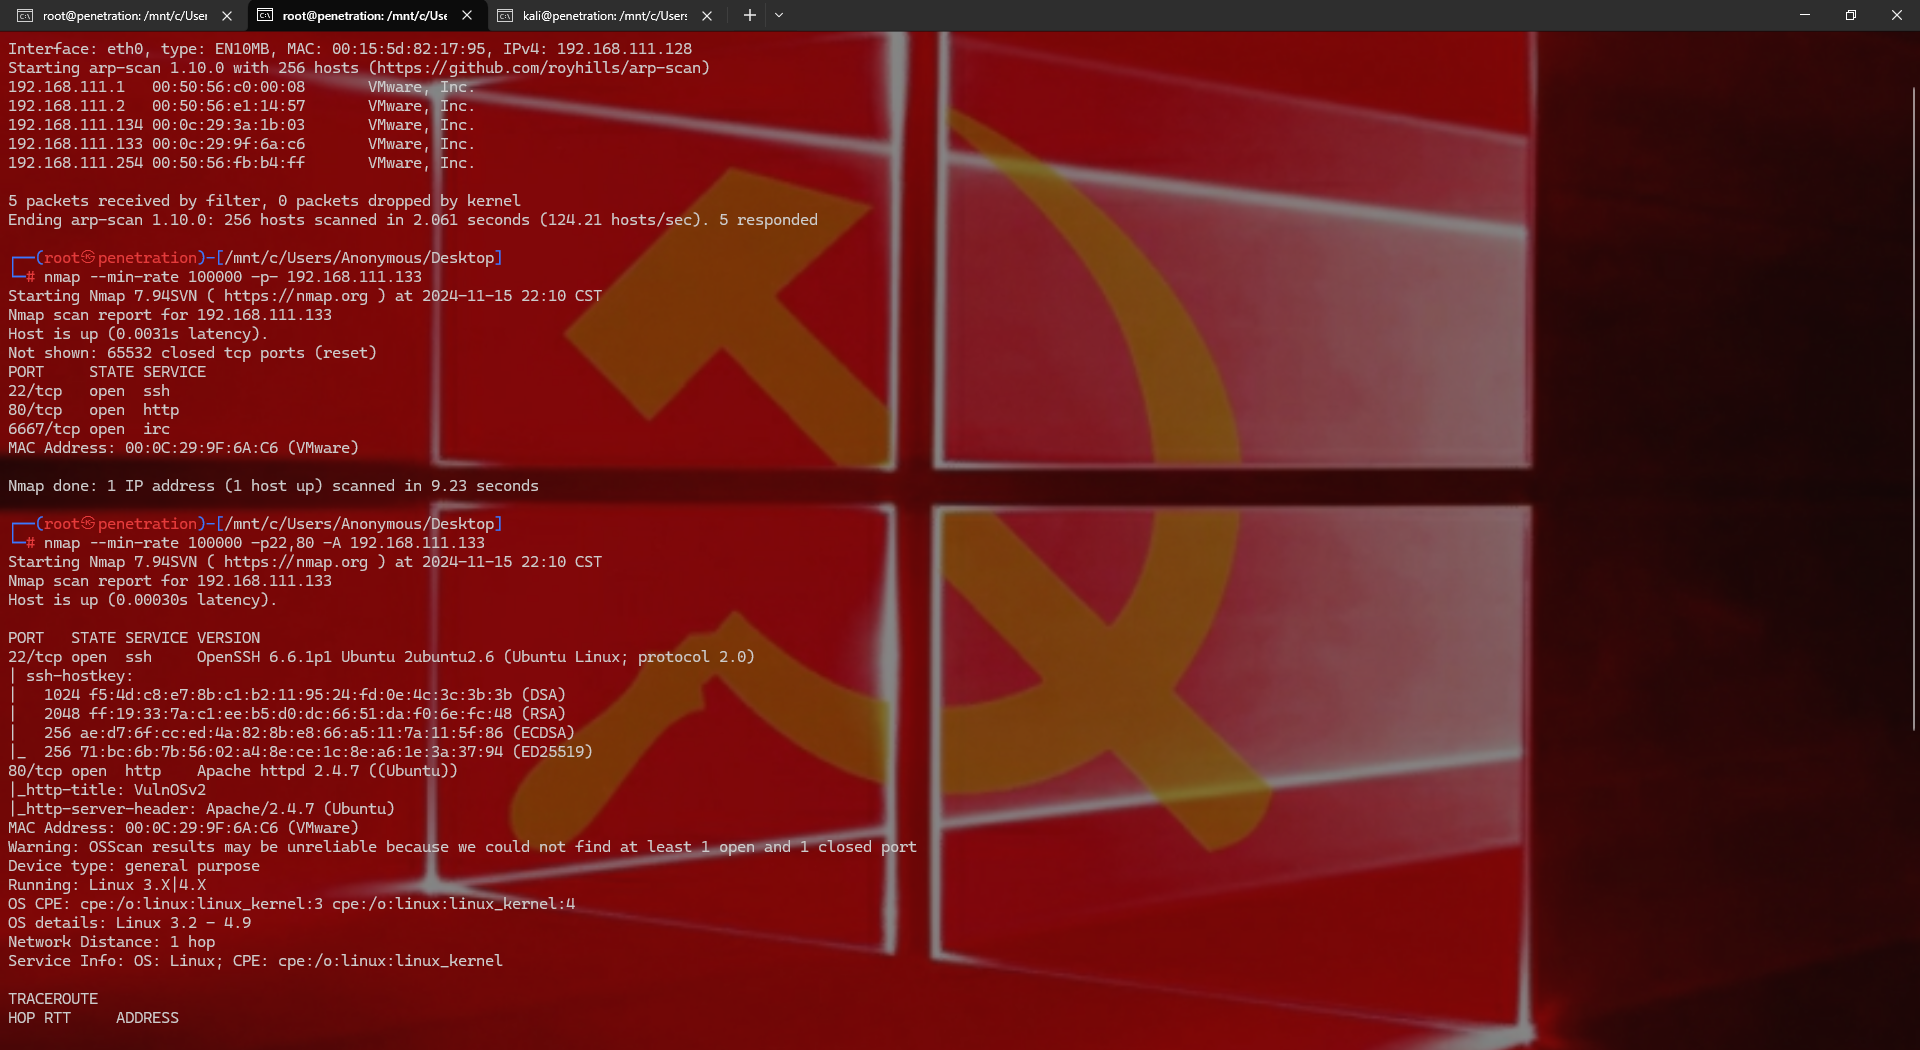 root@penetration: /mnt/c/User
root@penetration: /mnt/c/Use
kali@penetration: /mnt/c/Users
Interface: eth0, type: EN10MB, MAC: 00:15:5d:82:17:95, IPv4: 192.168.111.128
Starting arp-scan 1.10.0 with 256 hosts (https://github.com/royhills/arp-scan)
192.168.111.1   00:50:56:c0:00:08       VMware, Inc.
192.168.111.2   00:50:56:e1:14:57       VMware, Inc.
192.168.111.134 00:0c:29:3a:1b:03       VMware, Inc.
192.168.111.133 00:0c:29:9f:6a:c6       VMware, Inc.
192.168.111.254 00:50:56:fb:b4:ff       VMware, Inc.
5 packets received by filter, 0 packets dropped by kernel
Ending arp-scan 1.10.0: 256 hosts scanned in 2.061 seconds (124.21 hosts/sec). 5 responded
┌──(root㉿penetration)-[/mnt/c/Users/Anonymous/Desktop]
└─# nmap --min-rate 100000 -p- 192.168.111.133
Starting Nmap 7.94SVN ( https://nmap.org ) at 2024-11-15 22:10 CST
Nmap scan report for 192.168.111.133
Host is up (0.0031s latency).
Not shown: 65532 closed tcp ports (reset)
PORT     STATE SERVICE
22/tcp   open  ssh
80/tcp   open  http
6667/tcp open  irc
MAC Address: 00:0C:29:9F:6A:C6 (VMware)
Nmap done: 1 IP address (1 host up) scanned in 9.23 seconds
┌──(root㉿penetration)-[/mnt/c/Users/Anonymous/Desktop]
└─# nmap --min-rate 100000 -p22,80 -A 192.168.111.133
Starting Nmap 7.94SVN ( https://nmap.org ) at 2024-11-15 22:10 CST
Nmap scan report for 192.168.111.133
Host is up (0.00030s latency).
PORT   STATE SERVICE VERSION
22/tcp open  ssh     OpenSSH 6.6.1p1 Ubuntu 2ubuntu2.6 (Ubuntu Linux; protocol 2.0)
| ssh-hostkey:
|   1024 f5:4d:c8:e7:8b:c1:b2:11:95:24:fd:0e:4c:3c:3b:3b (DSA)
|   2048 ff:19:33:7a:c1:ee:b5:d0:dc:66:51:da:f0:6e:fc:48 (RSA)
|   256 ae:d7:6f:cc:ed:4a:82:8b:e8:66:a5:11:7a:11:5f:86 (ECDSA)
|_  256 71:bc:6b:7b:56:02:a4:8e:ce:1c:8e:a6:1e:3a:37:94 (ED25519)
80/tcp open  http    Apache httpd 2.4.7 ((Ubuntu))
|_http-title: VulnOSv2
|_http-server-header: Apache/2.4.7 (Ubuntu)
MAC Address: 00:0C:29:9F:6A:C6 (VMware)
Warning: OSScan results may be unreliable because we could not find at least 1 open and 1 closed port
Device type: general purpose
Running: Linux 3.X|4.X
OS CPE: cpe:/o:linux:linux_kernel:3 cpe:/o:linux:linux_kernel:4
OS details: Linux 3.2 - 4.9
Network Distance: 1 hop
Service Info: OS: Linux; CPE: cpe:/o:linux:linux_kernel
TRACEROUTE
HOP RTT     ADDRESS